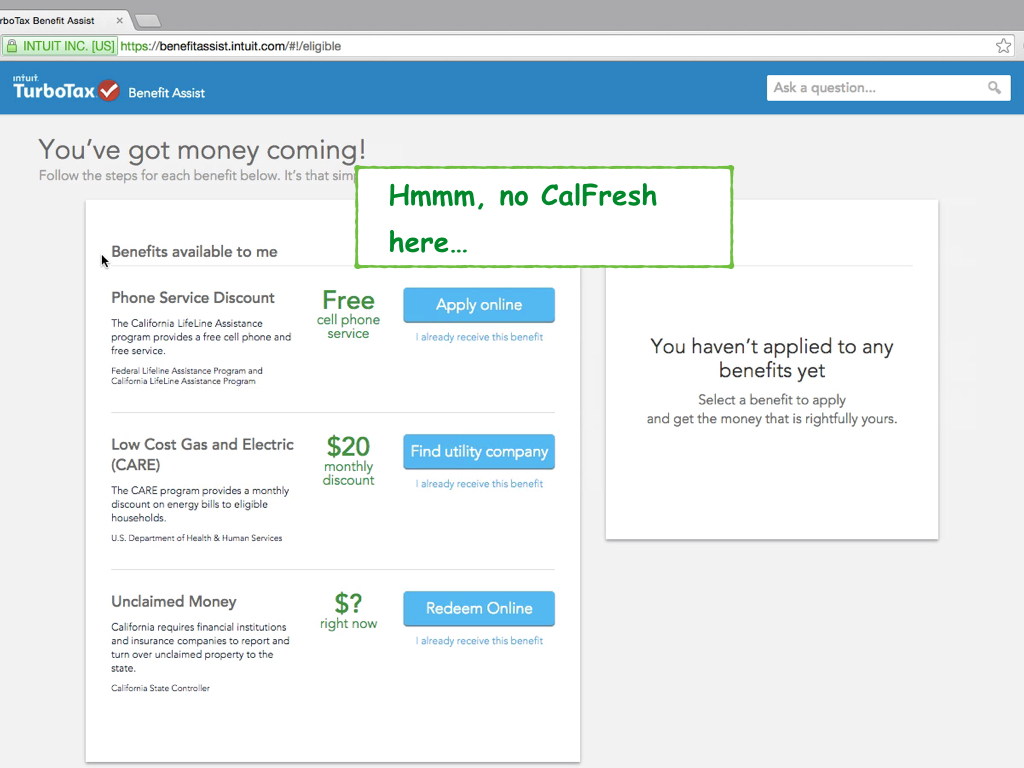 rboTax Benefit Assist
INTUIT INC. [US] https://benefitassist.intuit.com/#!/eligible
intuit
TurboTax Benefit Assist
Ask a question...
You've got money coming!
Follow the steps for each benefit below. It's that
Hmmm, no CalFresh
here…
Benefits available to me
Phone Service Discount
The California LifeLine Assistance
program provides a free cell phone and
free service.
Federal Lifeline Assistance Program and
California LifeLine Assistance Program
Free
cell phone
service
Apply online
I already receive this benefit
Low Cost Gas and Electric
(CARE)
The CARE program provides a monthly
discount on energy bills to eligible
households.
U.S. Department of Health & Human Services
$20
monthly
discount
Find utility company
I already receive this benefit
Unclaimed Money
California requires financial institutions
and insurance companies to report and
turn over unclaimed property to the
state.
California State Controller
$?
right now
Redeem Online
I already receive this benefit
You haven't applied to any
benefits yet
Select a benefit to apply
and get the money that is rightfully yours.